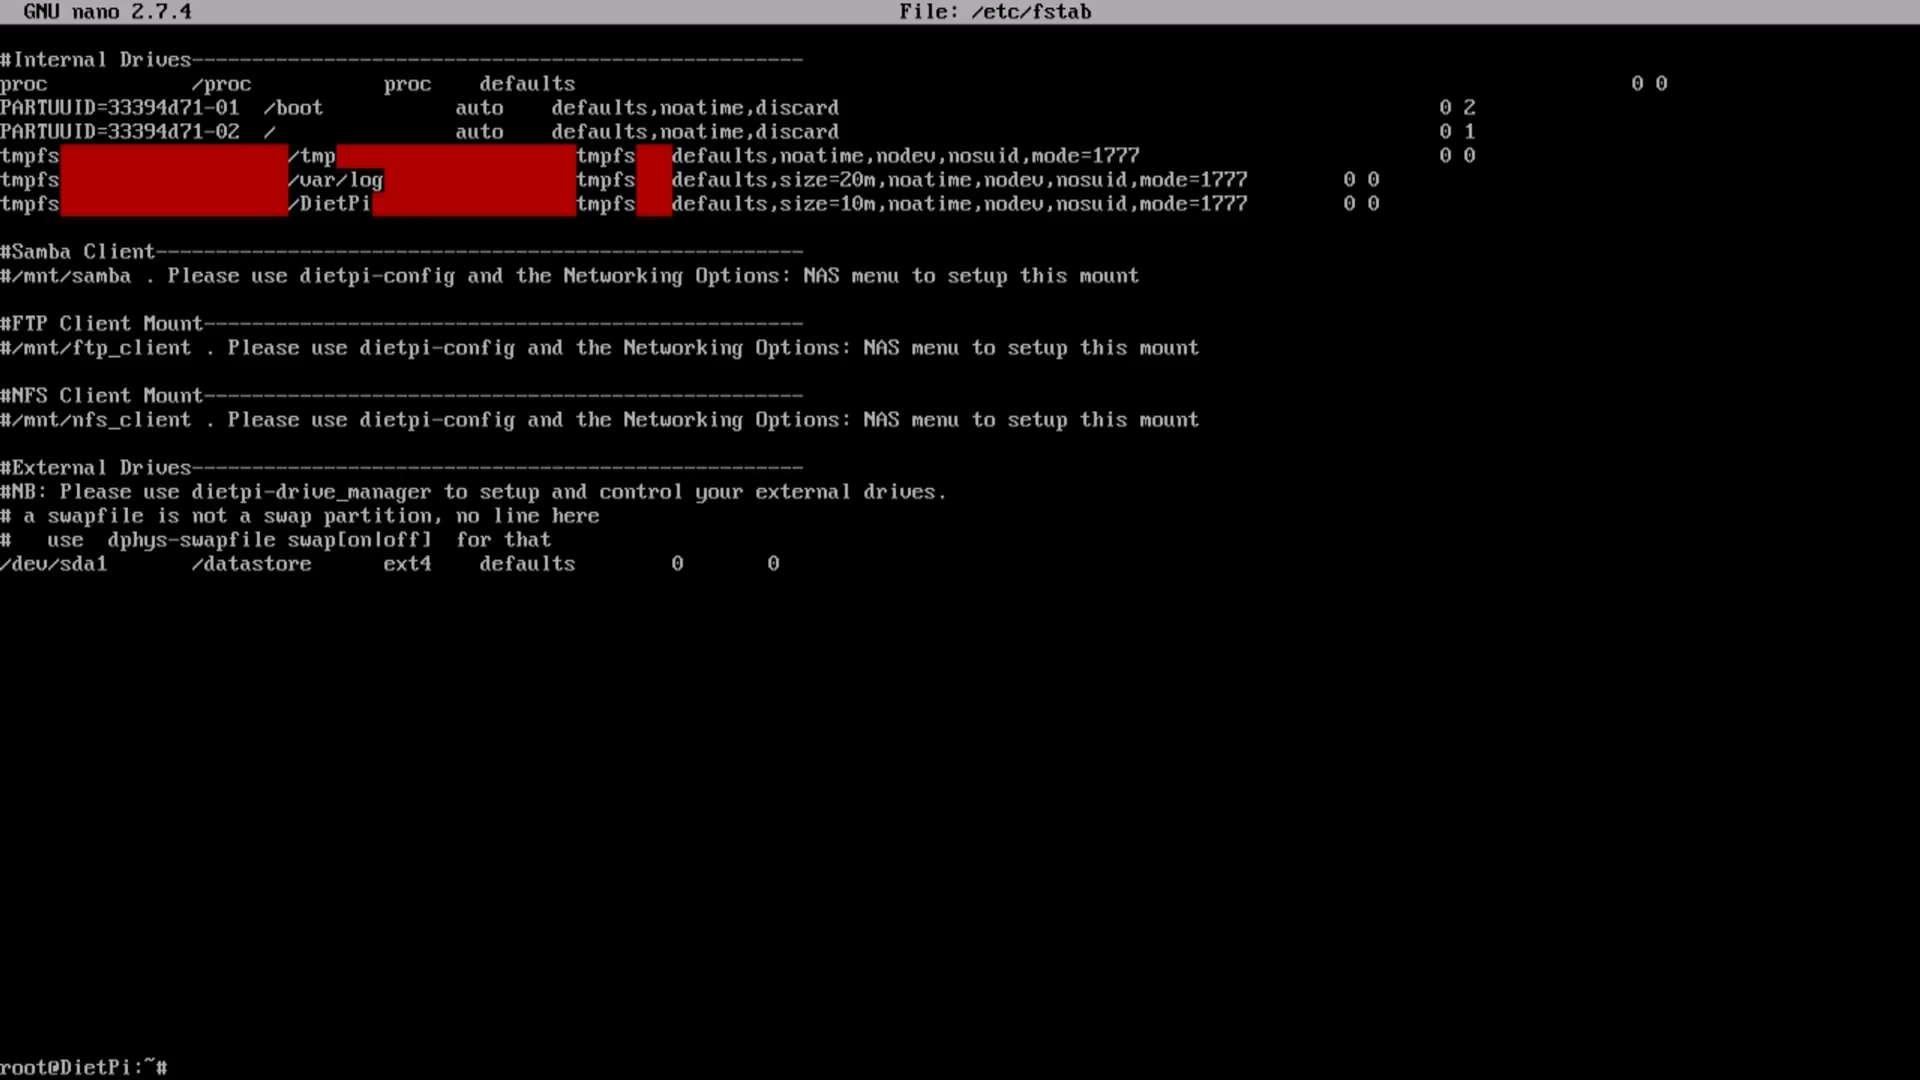 GNU nano 2.7.4 File: /etc/fstab
#Internal Drives---------------------------------------------------
proc /proc proc defaults 0 0
PARTUUID=33394d71-01 /boot auto defaults,noatime,discard 0 2
PARTUUID=33394d71-02 / auto defaults,noatime,discard 0 1
tmpfs /tmp tmpfs defaults,noatime,nodev,nosuid,mode=1777 0 0
tmpfs /var/log tmpfs defaults,size=20m,noatime,nodev,nosuid,mode=1777 0 0
tmpfs /DietPi tmpfs defaults,size=10m,noatime,nodev,nosuid,mode=1777 0 0
#Samba Client------------------------------------------------------
#/mnt/samba . Please use dietpi-config and the Networking Options: NAS menu to setup this mount
#FTP Client Mount--------------------------------------------------
#/mnt/ftp_client . Please use dietpi-config and the Networking Options: NAS menu to setup this mount
#NFS Client Mount--------------------------------------------------
#/mnt/nfs_client . Please use dietpi-config and the Networking Options: NAS menu to setup this mount
#External Drives---------------------------------------------------
#NB: Please use dietpi-drive_manager to setup and control your external drives.
# a swapfile is not a swap partition, no line here
#   use  dphys-swapfile swap[on|off]  for that
/dev/sda1 /datastore ext4 defaults 0 0
root@DietPi:~#